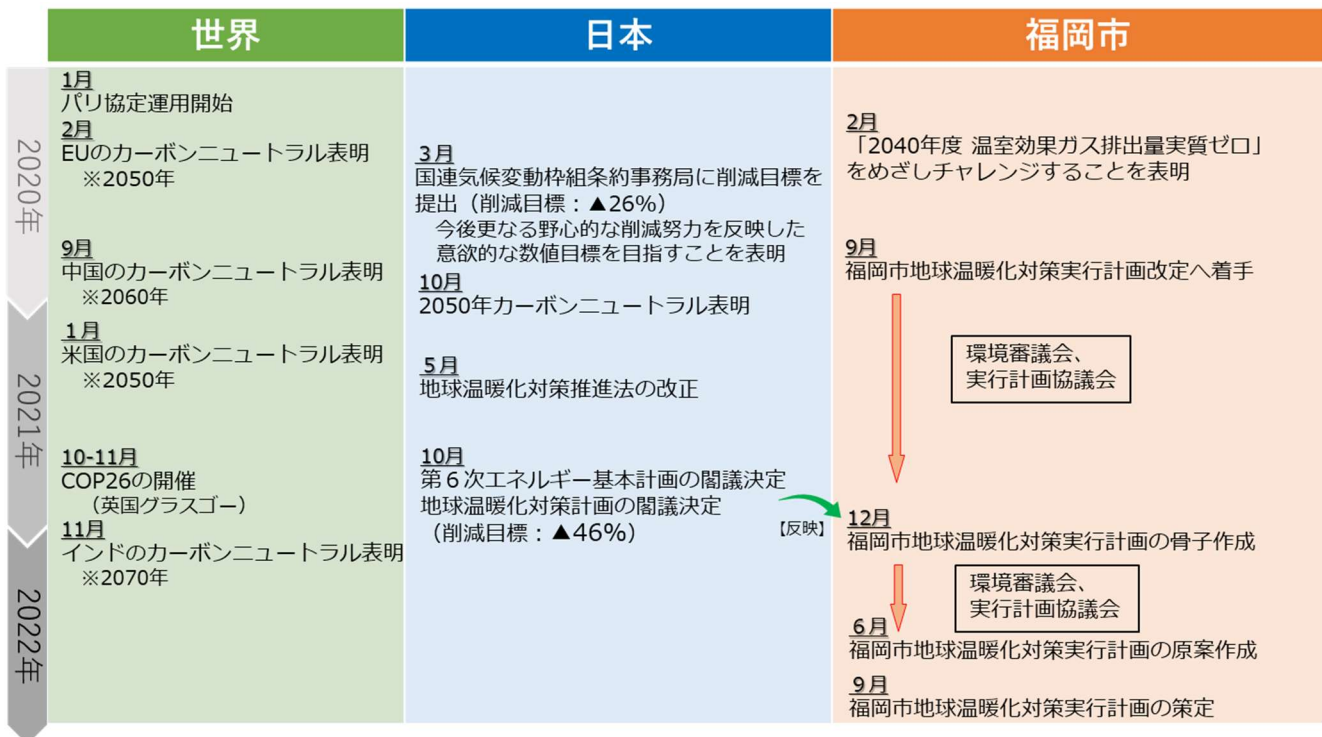 世界
日本
福岡市
2020年
2021年
2022年
1月
パリ協定運用開始
2月
EUのカーボンニュートラル表明
※2050年
9月
中国のカーボンニュートラル表明
※2060年
1月
米国のカーボンニュートラル表明
※2050年
10-11月
COP26の開催
（英国グラスゴー）
11月
インドのカーボンニュートラル表明
※2070年
3月
国連気候変動枠組条約事務局に削減目標を
提出（削減目標：▲26%）
今後更なる野心的な削減努力を反映した
意欲的な数値目標を目指すことを表明
10月
2050年カーボンニュートラル表明
5月
地球温暖化対策推進法の改正
10月
第６次エネルギー基本計画の閣議決定
地球温暖化対策計画の閣議決定
（削減目標：▲46%）
【反映】
2月
「2040年度 温室効果ガス排出量実質ゼロ」
をめざしチャレンジすることを表明
9月
福岡市地球温暖化対策実行計画改定へ着手
環境審議会、
実行計画協議会
12月
福岡市地球温暖化対策実行計画の骨子作成
環境審議会、
実行計画協議会
6月
福岡市地球温暖化対策実行計画の原案作成
9月
福岡市地球温暖化対策実行計画の策定